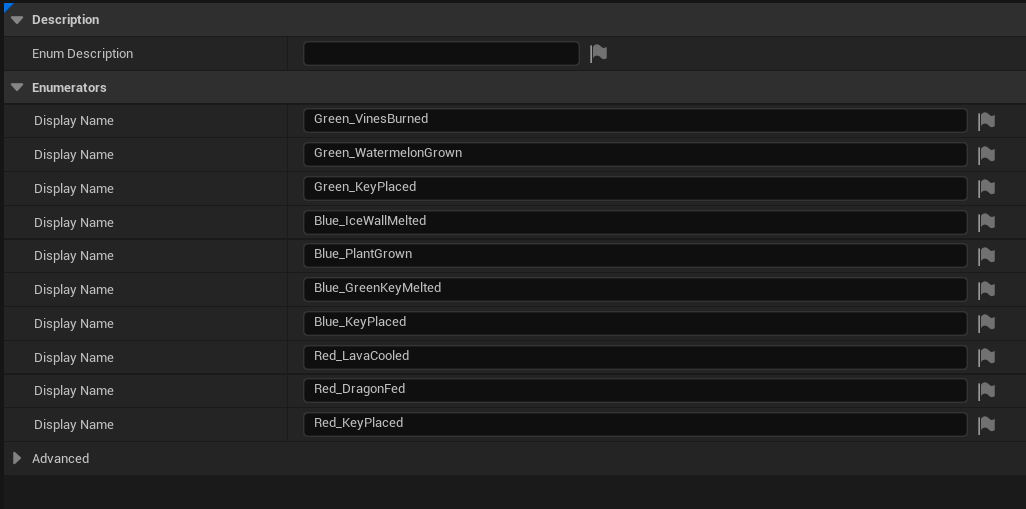 Description
Enum Description
Enumerators
Display Name Green_VinesBurned
Display Name Green_WatermelonGrown
Display Name Green_KeyPlaced
Display Name Blue_IceWallMelted
Display Name Blue_PlantGrown
Display Name Blue_GreenKeyMelted
Display Name Blue_KeyPlaced
Display Name Red_LavaCooled
Display Name Red_DragonFed
Display Name Red_KeyPlaced
Advanced